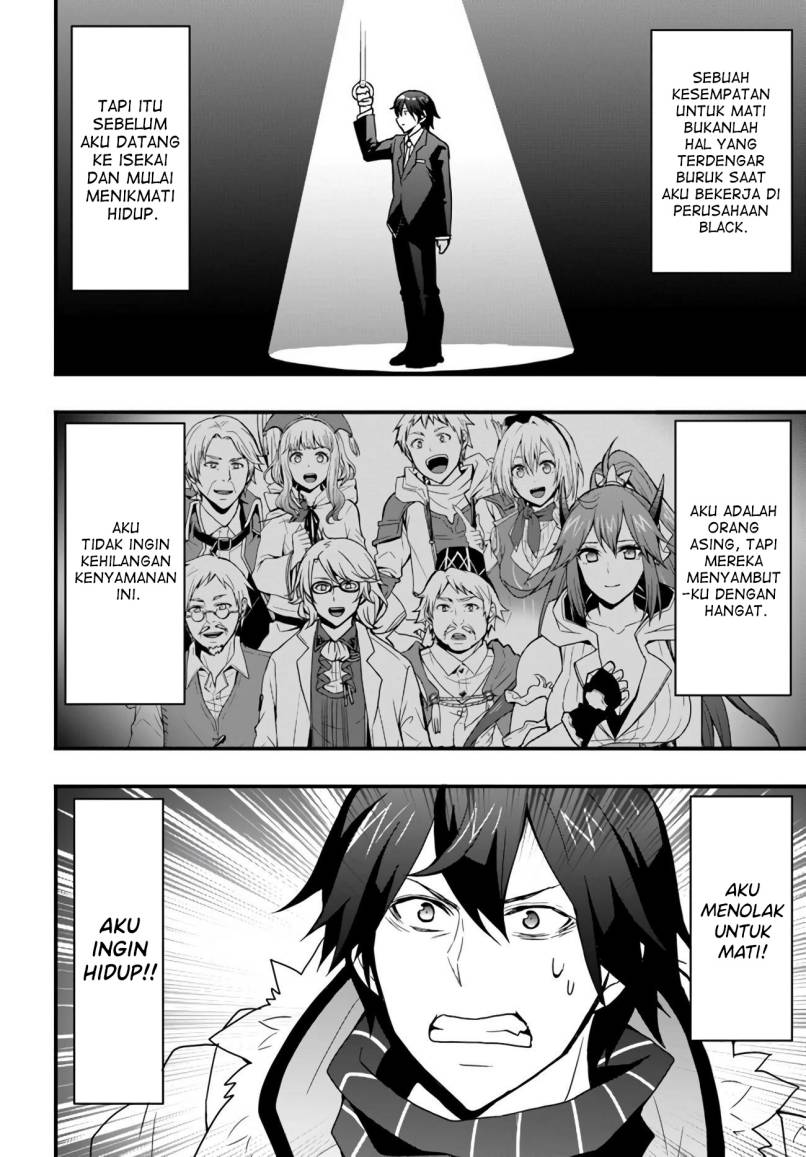 SEBUAH
KESEMPATAN
UNTUK MATI
BUKANLAH
HAL YANG
TERDENGAR
BURUK SAAT
AKU BEKERJA DI
PERUSAHAAN
BLACK.
TAPI ITU
SEBELUM
AKU DATANG
KE ISEKAI
DAN MULAI
MENIKMATI
HIDUP.
AKU ADALAH
ORANG
ASING, TAPI
MEREKA
MENYAMBUT
-KU DENGAN
HANGAT.
AKU
TIDAK INGIN
KEHILANGAN
KENYAMANAN
INI.
AKU
MENOLAK
UNTUK
MATI!
AKU
INGIN
HIDUP!!